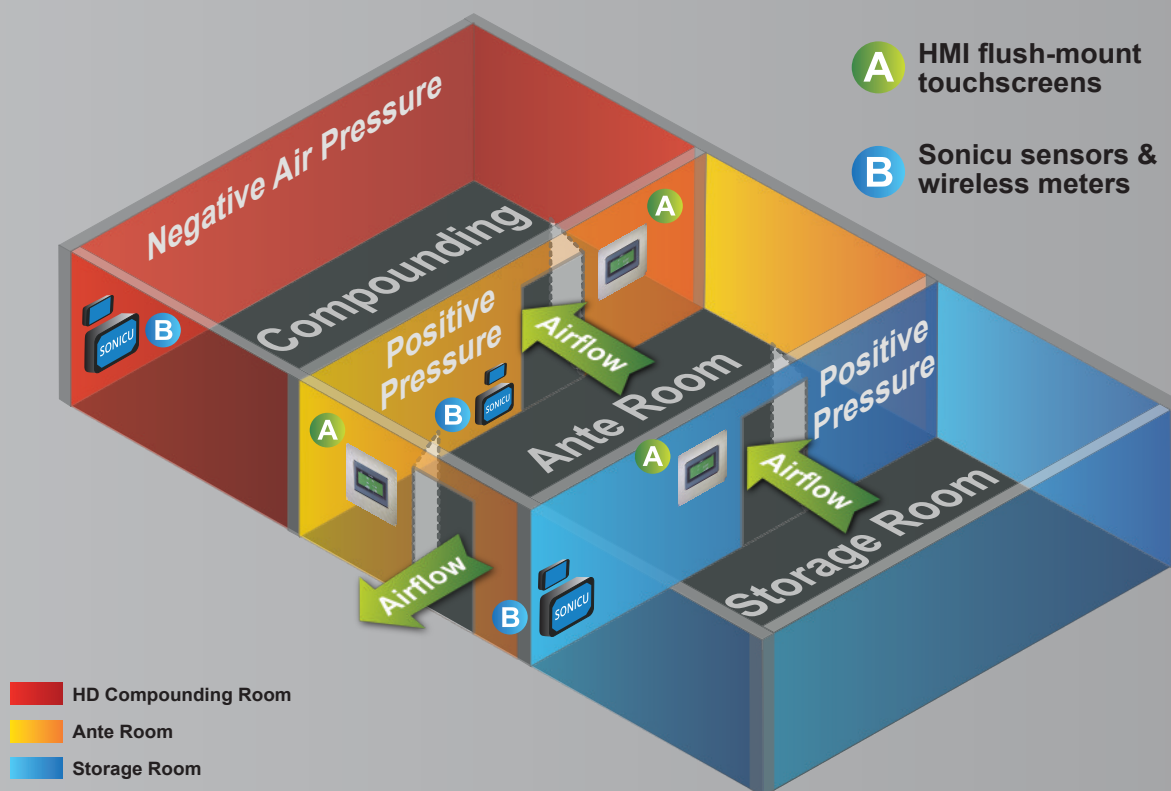 A
HMI flush-mount
touchscreens
B
Sonicu sensors &
wireless meters
Negative Air Pressure
Compounding
A
SONICU
B
Positive
Pressure
Airflow
Positive
Pressure
B
SONICU
Ante Room
A
A
Airflow
Storage Room
Airflow
B
SONICU
HD Compounding Room
Ante Room
Storage Room